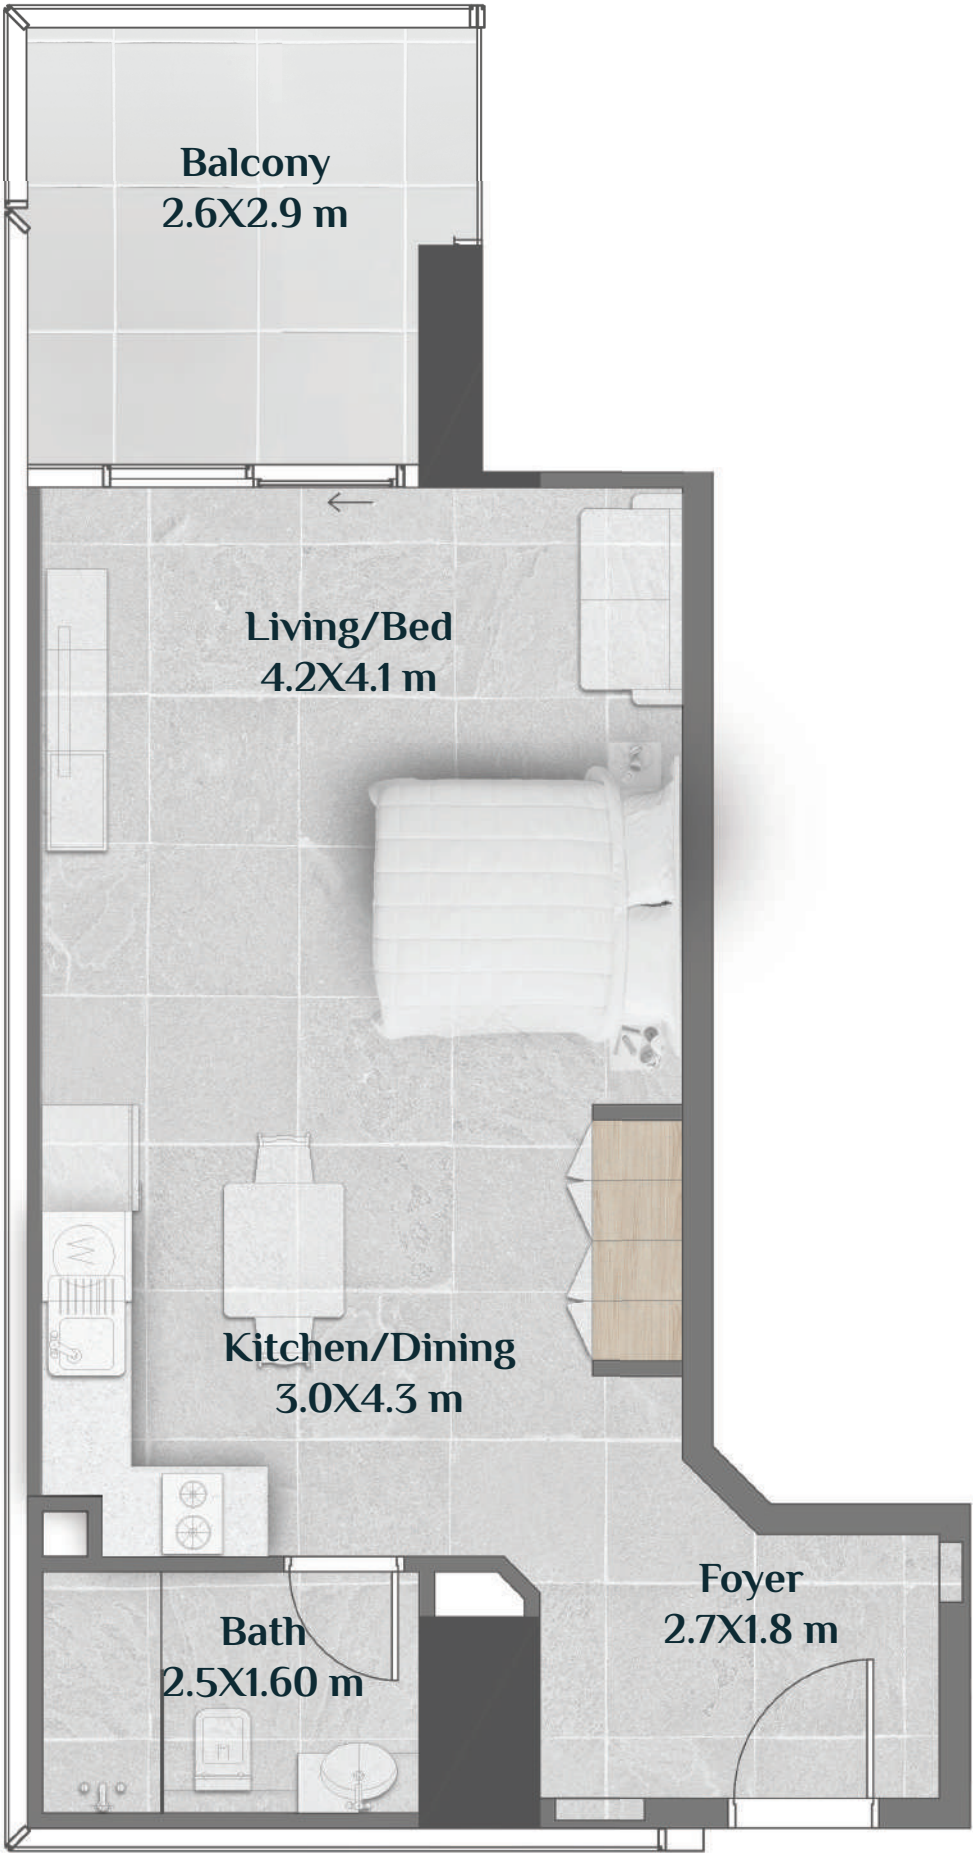 Balcony
2.6X2.9 m
Living/Bed
4.2X4.1 m
Kitchen/Dining
3.0X4.3 m
Foyer
2.7X1.8 m
Bath
2.5X1.60 m